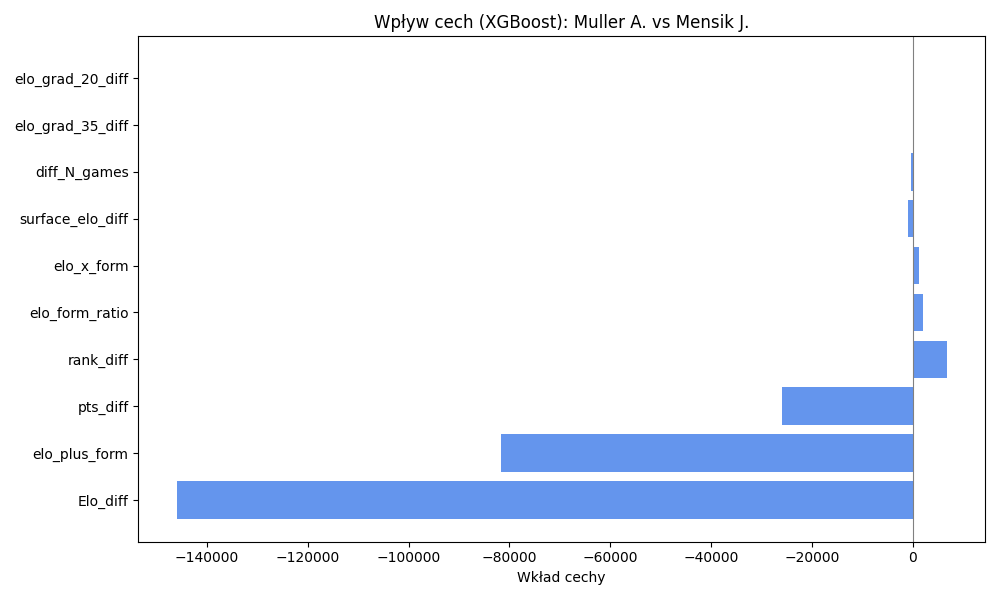 Wpływ cech (XGBoost): Muller A. vs Mensik J.
elo_grad_20_diff
elo_grad_35_diff
diff_N_games
surface_elo_diff
elo_x_form
elo_form_ratio
rank_diff
pts_diff
elo_plus_form
Elo_diff
−140000 −120000 −100000 −80000 −60000 −40000 −20000 0
Wkład cechy